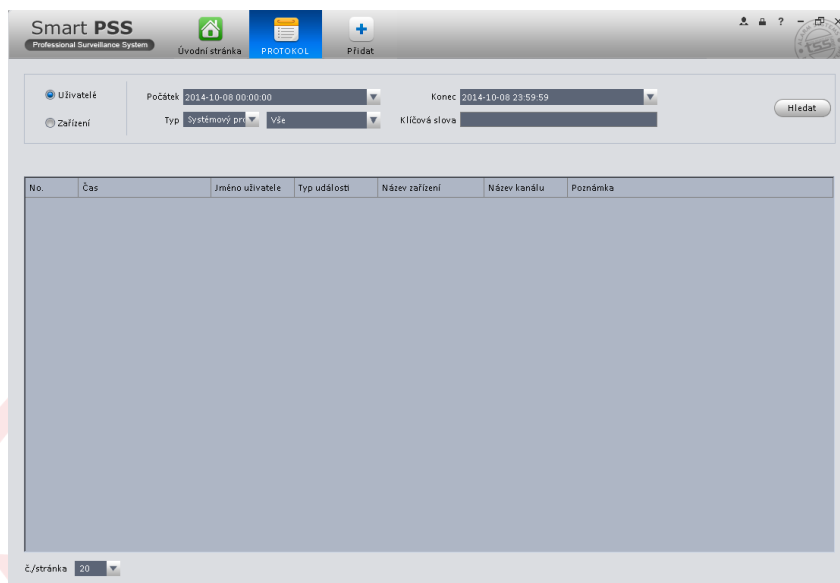 Smart PSS
Professional Surveillance System
Úvodní stránka
PROTOKOL
Přidat
?
Uživatelé
Počátek 2014-10-08 00:00:00
Konec 2014-10-08 23:59:59
Hledat
Zařízení
Typ Systémový pro Vše
Klíčová slova
No. Čas Jméno uživatele Typ události Název zařízení Název kanálu Poznámka
č./stránka 20